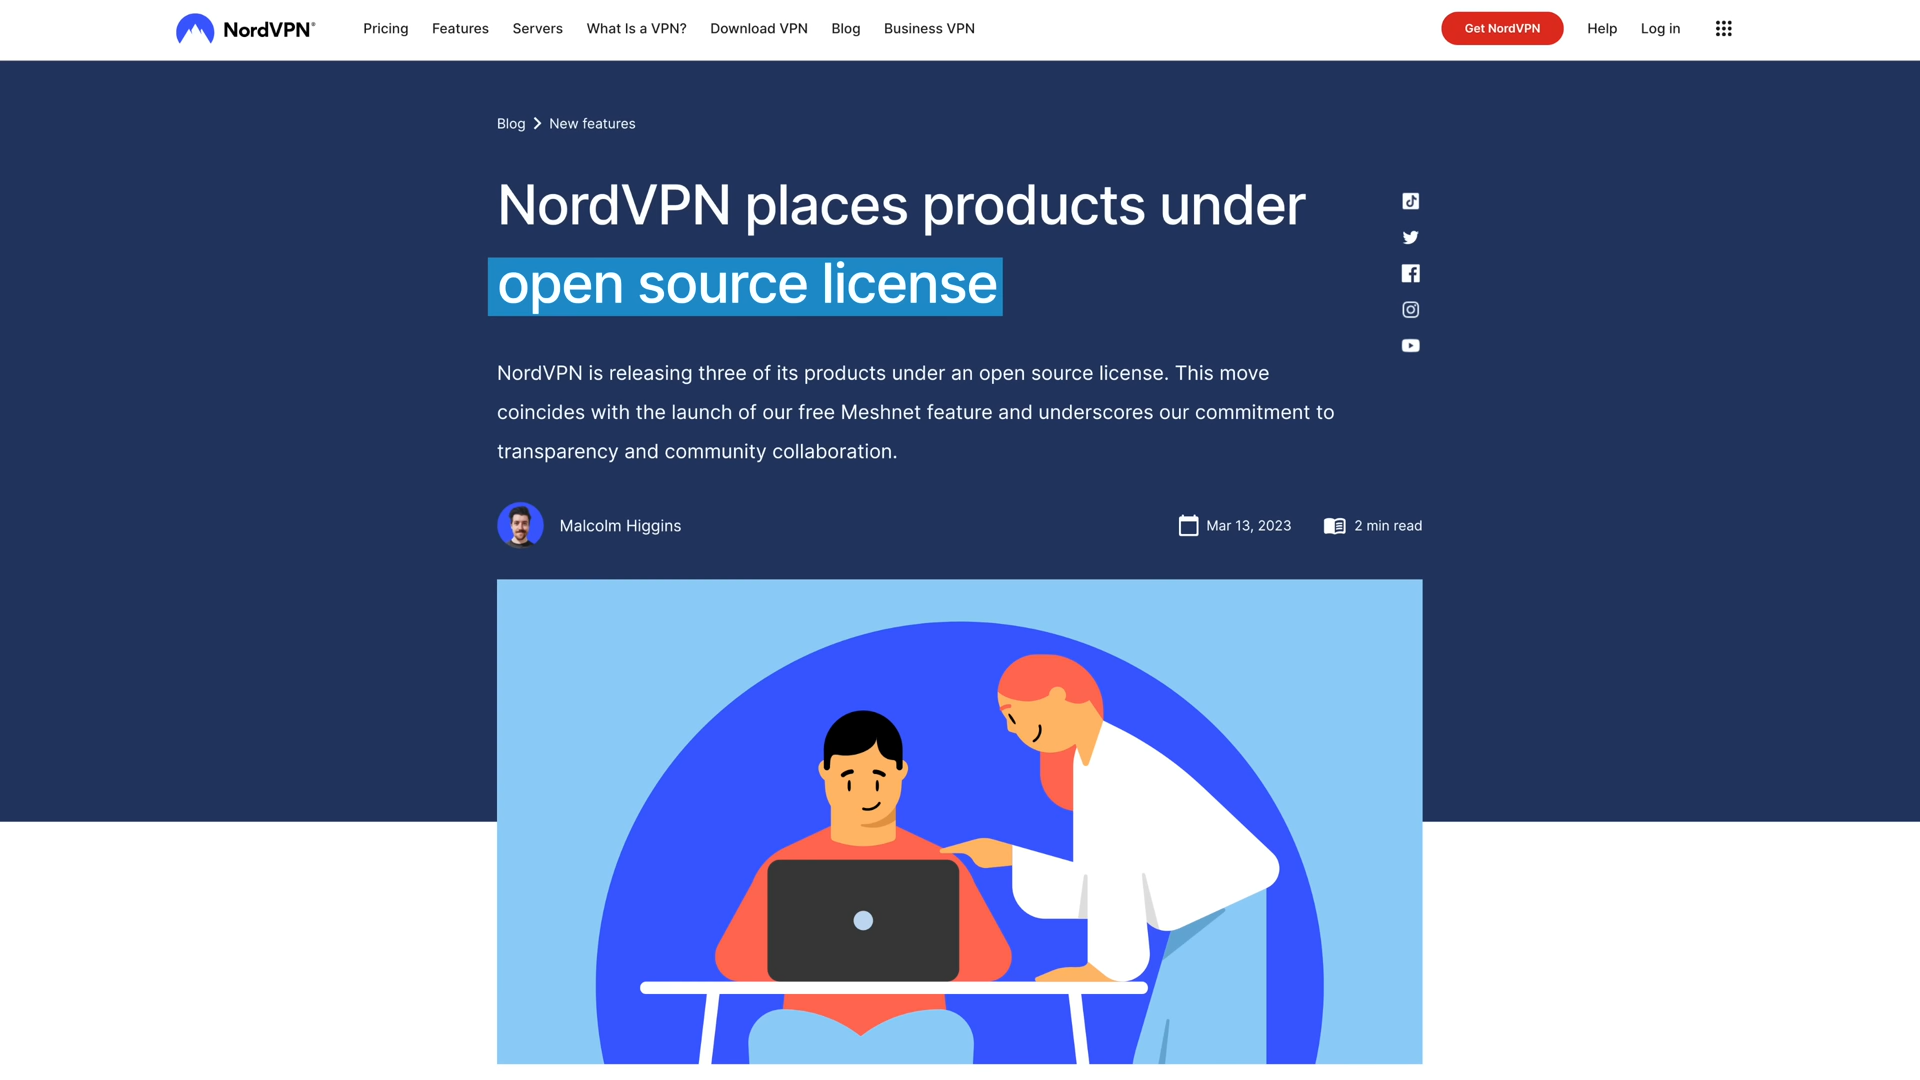 NordVPN®
Pricing
Features
Servers
What Is a VPN?
Download VPN
Blog
Business VPN
Get NordVPN
Help
Log in
Blog
New features
NordVPN places products under
open source license
NordVPN is releasing three of its products under an open source license. This move
coincides with the launch of our free Meshnet feature and underscores our commitment to
transparency and community collaboration.
Malcolm Higgins
Mar 13, 2023
2 min read